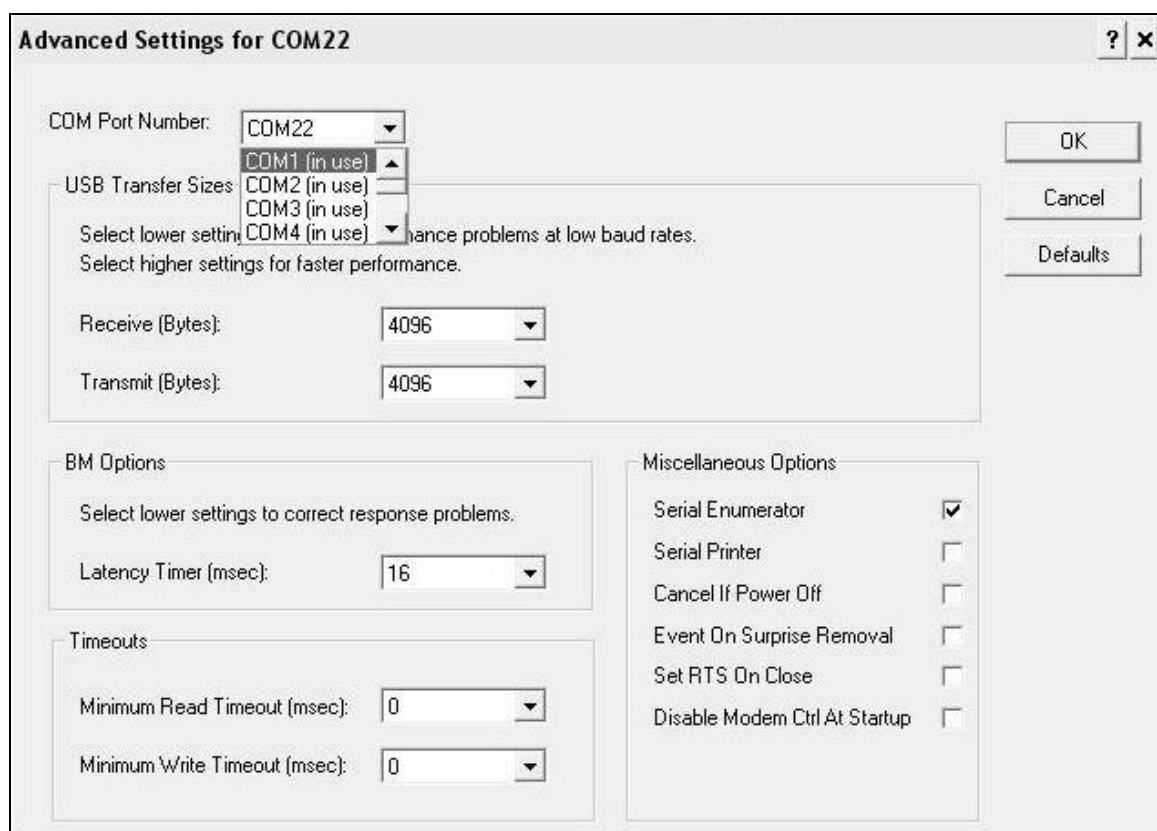 Advanced Settings for COM22
? ×
COM Port Number:
COM22
COM1 (in use)
COM2 (in use)
COM3 (in use)
COM4 (in use)
OK
Cancel
Defaults
USB Transfer Sizes
Select lower mance problems at low baud rates.
Select higher settings for faster performance.
Receive (Bytes):
4096
Transmit (Bytes):
4096
BM Options
Select lower settings to correct response problems.
Latency Timer (msec):
16
Timeouts
Minimum Read Timeout (msec):
0
Minimum Write Timeout (msec):
0
Miscellaneous Options
Serial Enumerator
Serial Printer
Cancel If Power Off
Event On Surprise Removal
Set RTS On Close
Disable Modem Ctrl At Startup